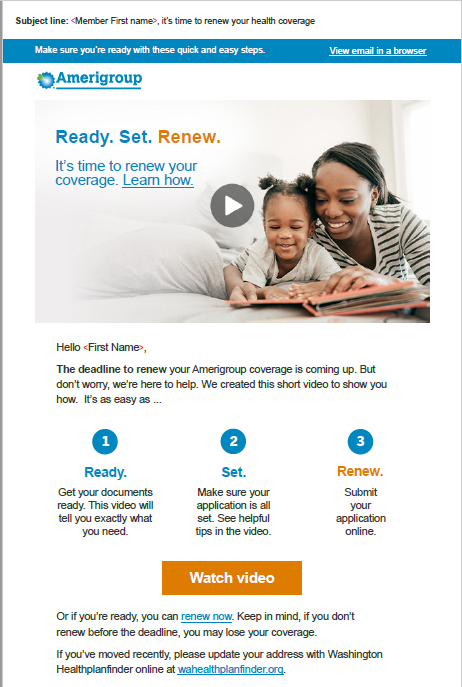 Subject line: <Member First name>, it's time to renew your health coverage
Make sure you're ready with these quick and easy steps. View email in a browser
Amerigroup
Ready. Set. Renew.
It's time to renew your
coverage. Learn how.
Hello <First Name>,
The deadline to renew your Amerigroup coverage is coming up. But
don't worry, we're here to help. We created this short video to show you
how. It's as easy as ...
1
Ready.
Get your documents
ready. This video will
tell you exactly what
you need.
2
Set.
Make sure your
application is all
set. See helpful
tips in the video.
3
Renew.
Submit
your
application
online.
Watch video
Or if you're ready, you can renew now. Keep in mind, if you don't
renew before the deadline, you may lose your coverage.
If you've moved recently, please update your address with Washington
Healthplanfinder online at wahealthplanfinder.org.